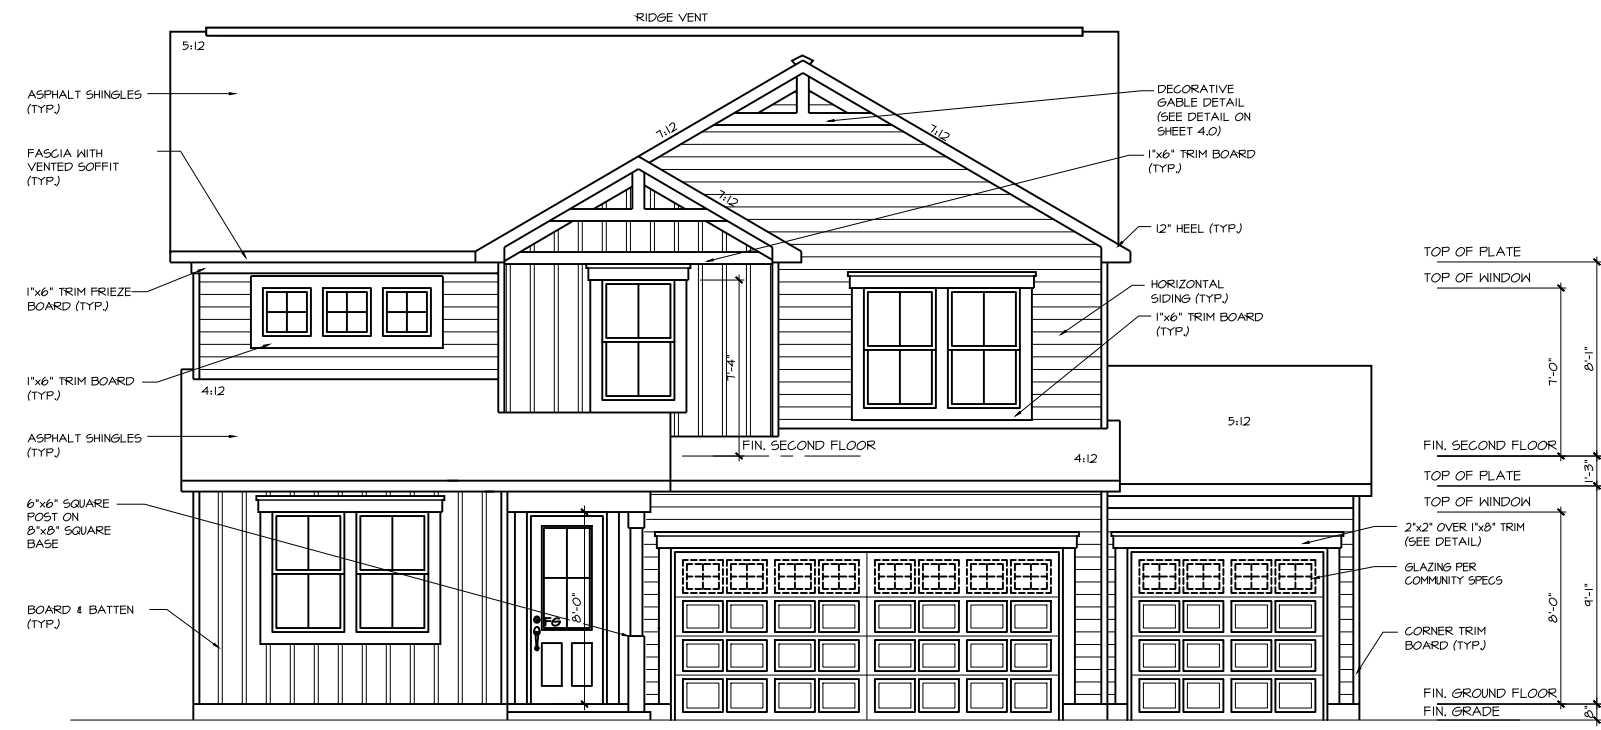 RIDGE VENT
5:12
ASPHALT SHINGLES
(TYP.)
FASCIA WITH
VENTED SOFFIT
(TYP.)
1"x6" TRIM FRIEZE
BOARD (TYP.)
1"x6" TRIM BOARD
(TYP.)
4:12
ASPHALT SHINGLES
(TYP.)
6"x6" SQUARE
POST ON
8"x8" SQUARE
BASE
BOARD & BATTEN
(TYP.)
7:12
7:12
7:12
7'-4"
FIN. SECOND FLOOR
4:12
8'-0"
FG
DECORATIVE
GABLE DETAIL
(SEE DETAIL ON
SHEET 4.0)
1"x6" TRIM BOARD
(TYP.)
12" HEEL (TYP.)
HORIZONTAL
SIDING (TYP.)
1"x6" TRIM BOARD
(TYP.)
5:12
TOP OF PLATE
TOP OF WINDOW
7'-0"
8'-1"
FIN. SECOND FLOOR
1'-3"
TOP OF PLATE
TOP OF WINDOW
2"x2" OVER 1"x8" TRIM
(SEE DETAIL)
GLAZING PER
COMMUNITY SPECS
8'-0"
9'-1"
CORNER TRIM
BOARD (TYP.)
FIN. GROUND FLOOR
FIN. GRADE
8"